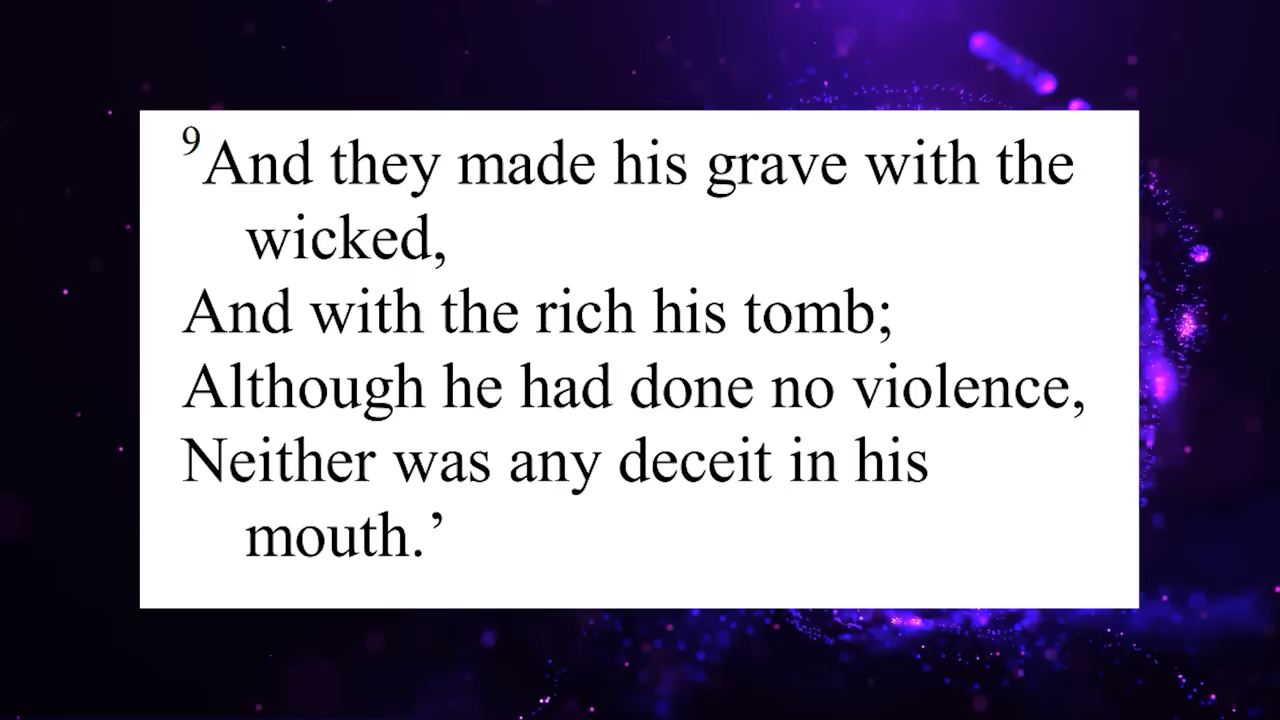 9And they made his grave with the
wicked,
And with the rich his tomb;
Although he had done no violence,
Neither was any deceit in his
mouth.’